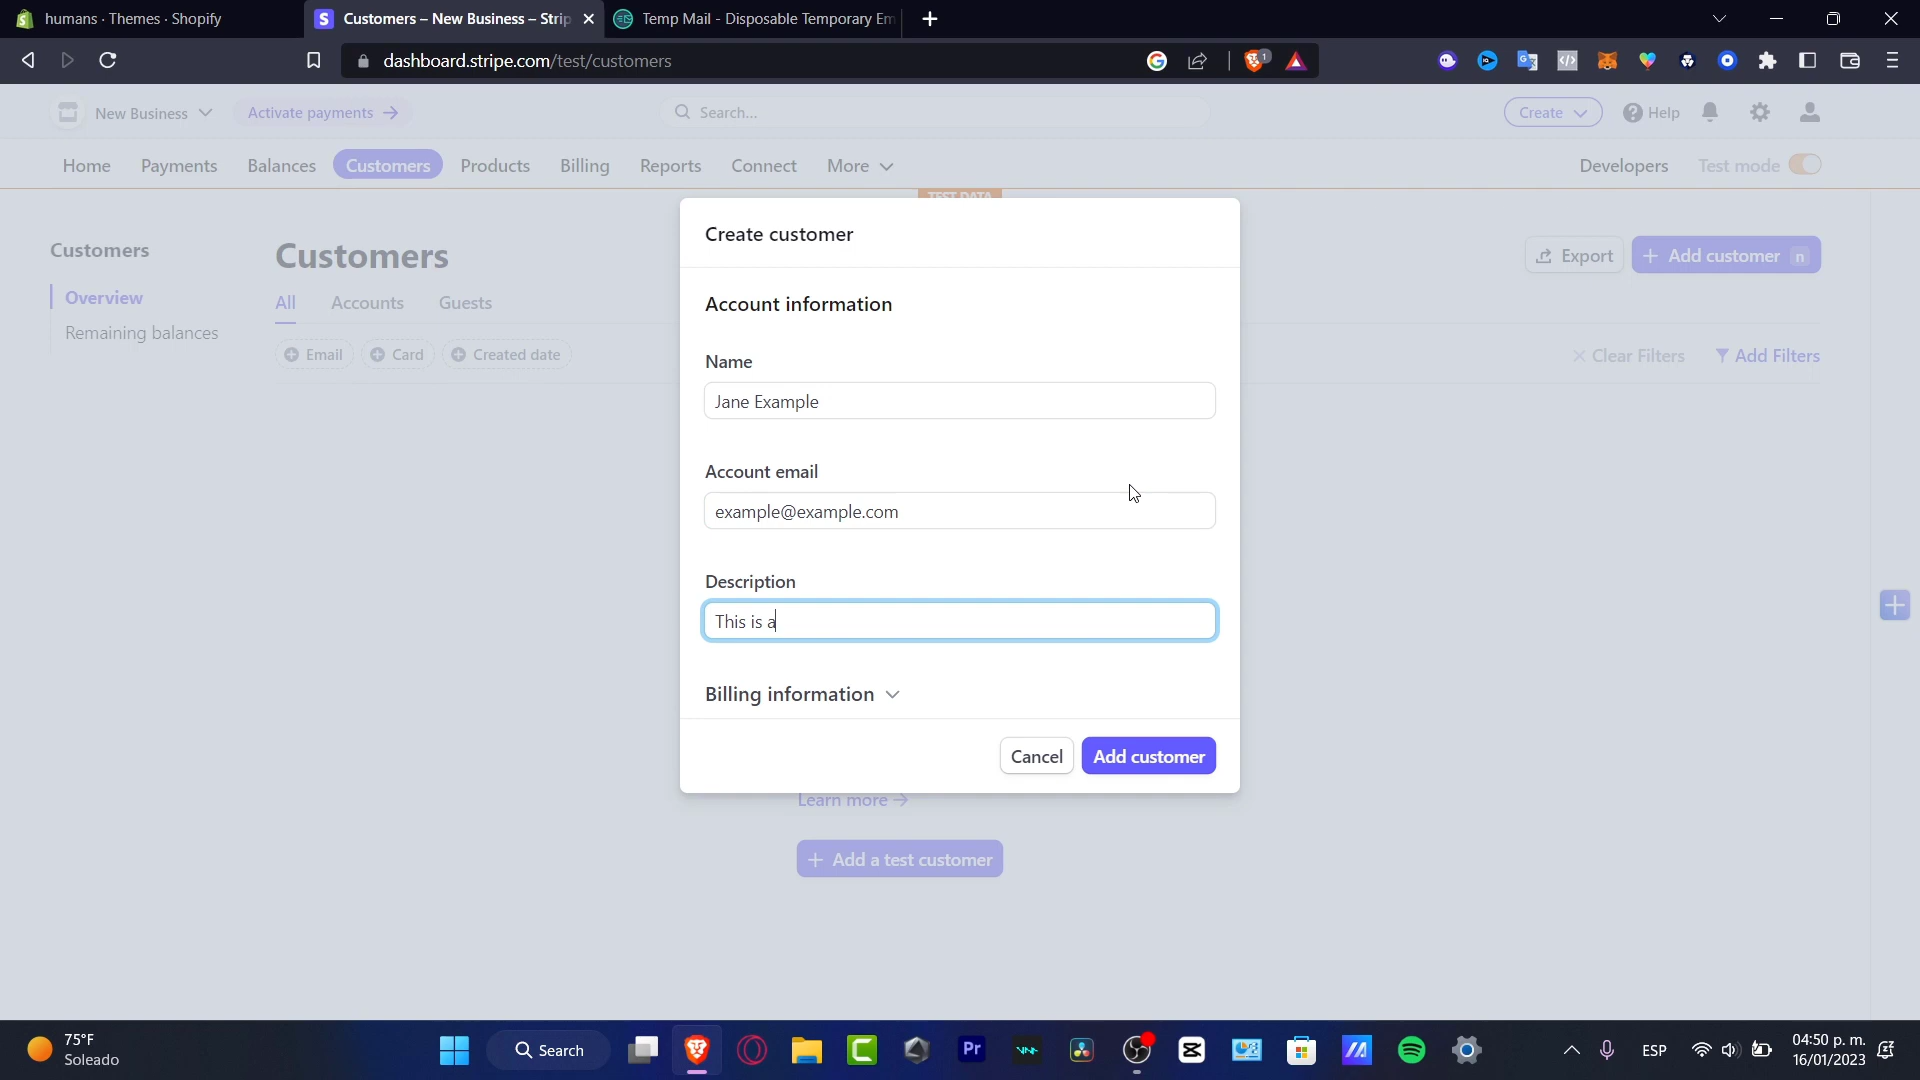 humans · Themes · Shopify
Customers – New Business – Strip
Temp Mail - Disposable Temporary Em
dashboard.stripe.com/test/customers
New Business
Activate payments
Search...
Create
Help
Home
Payments
Balances
Customers
Products
Billing
Reports
Connect
More
Developers
Test mode
TEST DATA
Customers
Overview
Remaining balances
Customers
Export
Add customer n
All
Accounts
Guests
Email
Card
Created date
Clear Filters
Add Filters
Create customer
Account information
Name
Jane Example
Account email
example@example.com
Description
This is a
Billing information
Cancel
Add customer
Learn more
Add a test customer
75°F
Soleado
Search
Pr
ESP
04:50 p. m.
16/01/2023